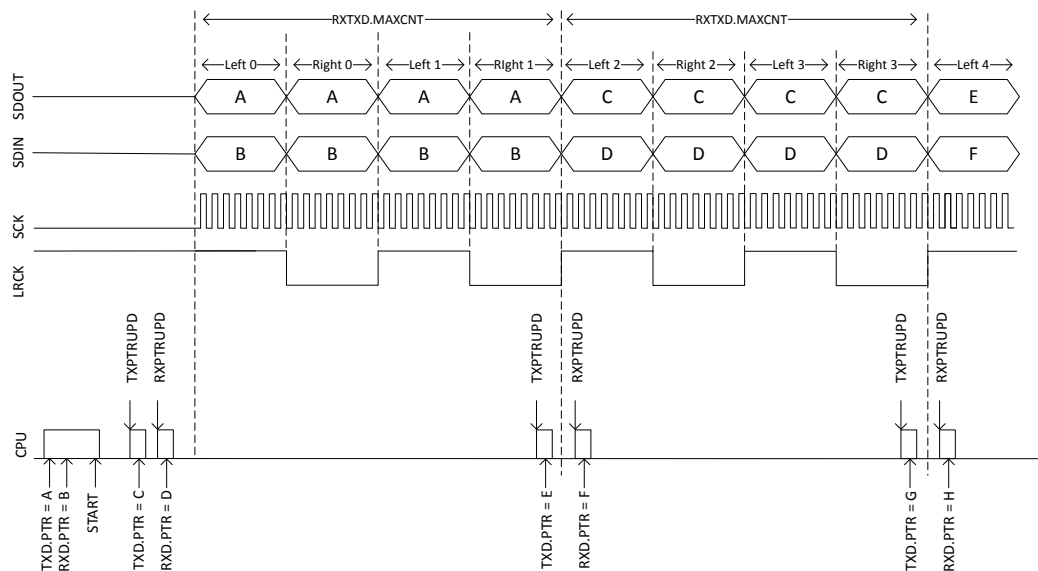 RXTXD.MAXCNT RXTXD.MAXCNT
Left 0 Right 0 Left 1 RIght 1 Left 2 Right 2 Left 3 Right 3 Left 4
SDOUT A A A A C C C C E
SDIN B B B B D D D D F
SCK
LRCK
TXPTRUPD RXPTRUPD TXPTRUPD RXPTRUPD TXPTRUPD RXPTRUPD
CPU
TXD.PTR = A RXD.PTR = B START TXD.PTR = C RXD.PTR = D TXD.PTR = E RXD.PTR = F TXD.PTR = G RXD.PTR = H